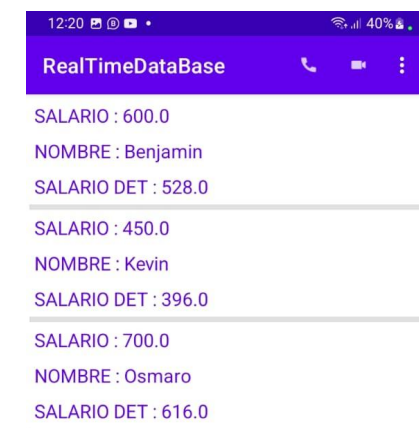 12:20
40%
RealTimeDataBase
SALARIO : 600.0
NOMBRE : Benjamin
SALARIO DET : 528.0
SALARIO : 450.0
NOMBRE : Kevin
SALARIO DET : 396.0
SALARIO : 700.0
NOMBRE : Osmaro
SALARIO DET : 616.0